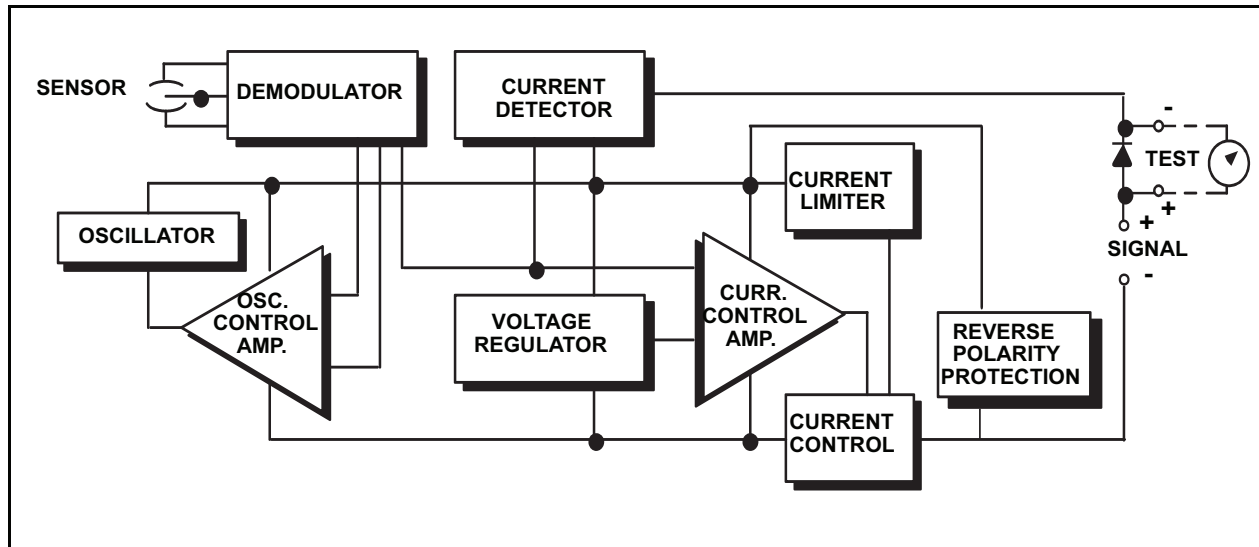 SENSOR
DEMODULATOR
CURRENT
DETECTOR
-
TEST
CURRENT
LIMITER
+
+
SIGNAL
-
OSCILLATOR
OSC.
CONTROL
AMP.
VOLTAGE
REGULATOR
CURR.
CONTROL
AMP.
REVERSE
POLARITY
PROTECTION
CURRENT
CONTROL